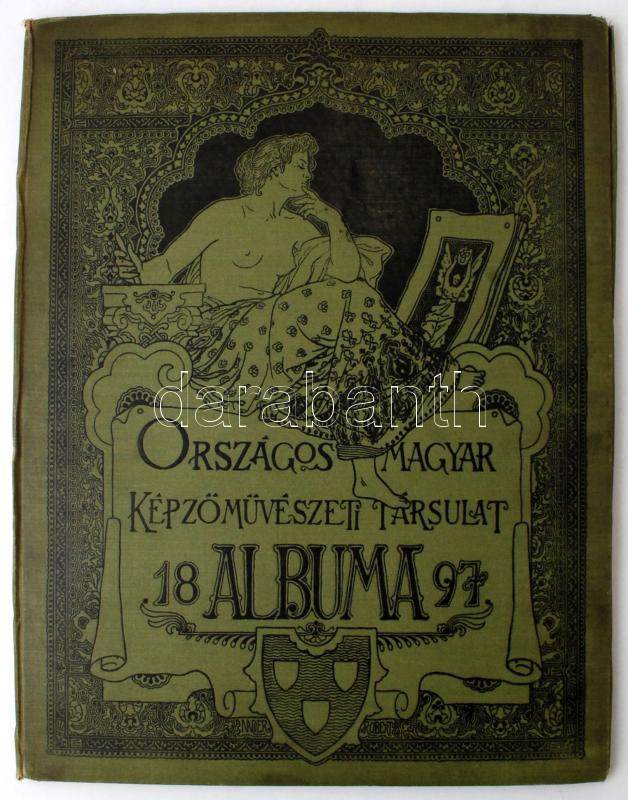 ORSZÁGOS MAGYAR
KÉPZŐMŰVÉSZETI TÁRSULAT
18 ALBUMA 97.
darabanth